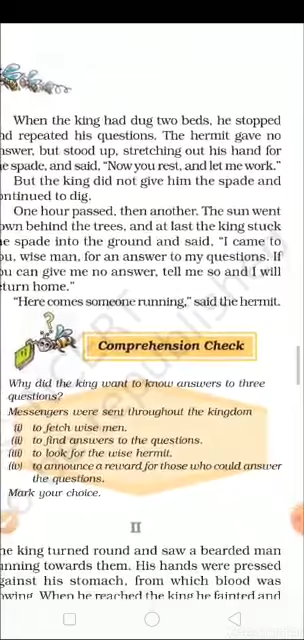 When the king had dug two beds, he stopped
nd repeated his questions. The hermit gave no
nswer, but stood up, stretching out his hand for
e spade, and said, “Now you rest, and let me work.”
But the king did not give him the spade and
ontinued to dig.
One hour passed, then another. The sun went
own behind the trees, and at last the king stuck
e spade into the ground and said, “I came to
ou, wise man, for an answer to my questions. If
ou can give me no answer, tell me so and I will
eturn home.”
“Here comes someone running,” said the hermit.
?
Comprehension Check
Why did the king want to know answers to three
questions?
Messengers were sent throughout the kingdom
(i) to fetch wise men.
(ii) to find answers to the questions.
(iii) to look for the wise hermit.
(iv) to announce a reward for those who could answer
the questions.
Mark your choice.
II
he king turned round and saw a bearded man
unning towards them. His hands were pressed
gainst his stomach, from which blood was
owing. When he reached the king he fainted and